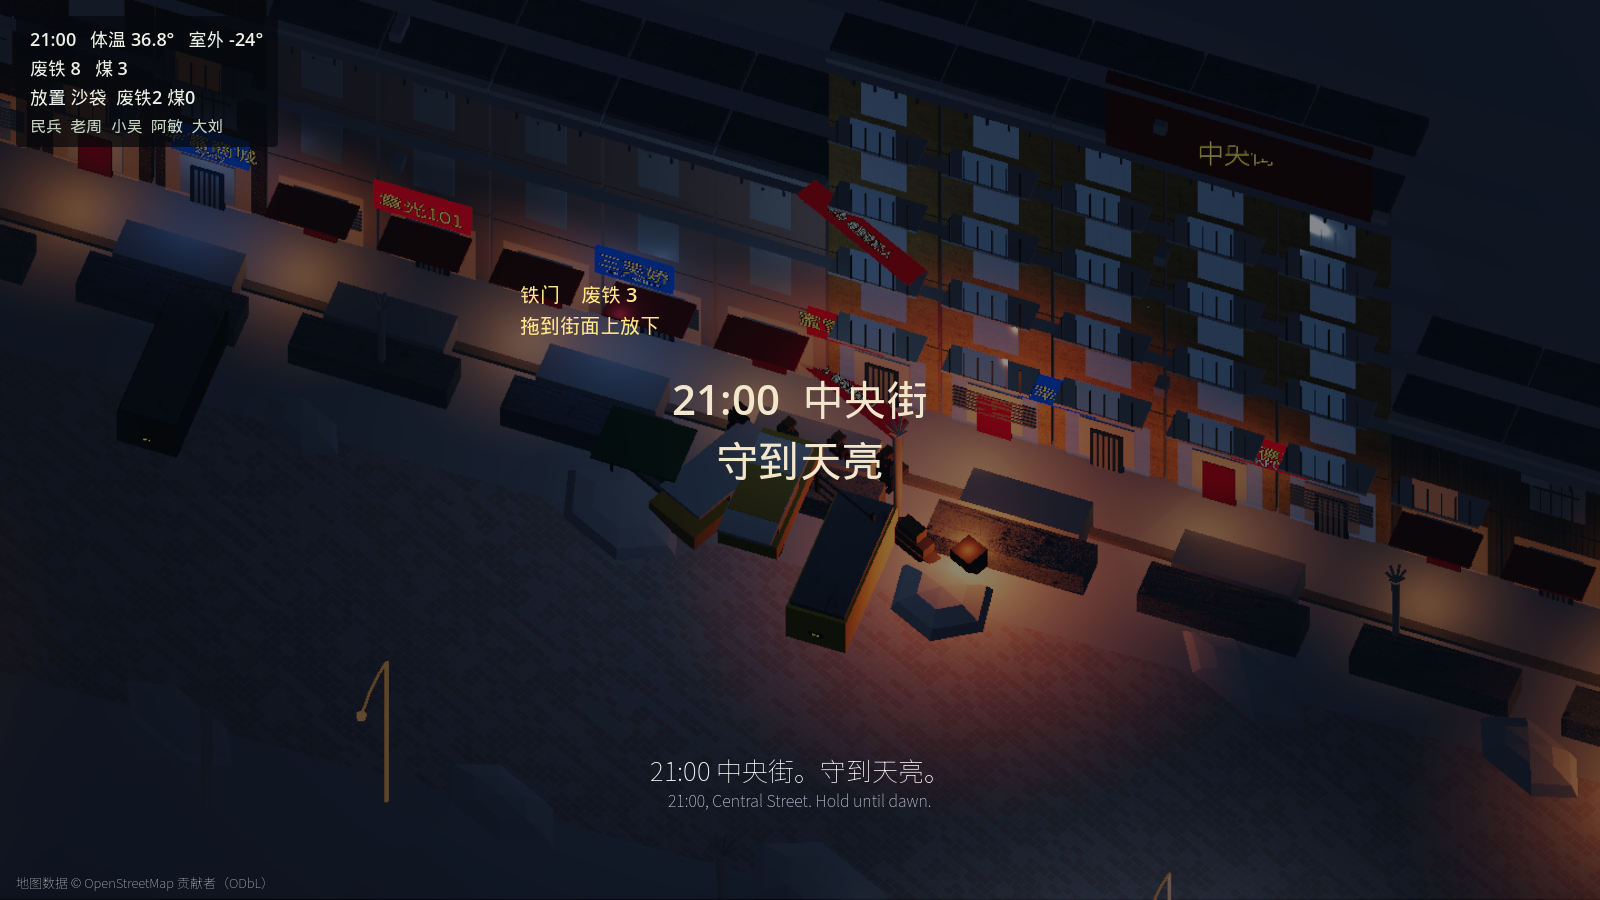 21:00 体温 36.8° 室外 -24°
废铁 8 煤 3
放置 沙袋 废铁2 煤0
民兵 老周 小吴 阿敏 大刘
中央
铁门 废铁 3
拖到街面上放下
21:00 中央街
守到天亮
21:00 中央街。守到天亮。
21:00, Central Street. Hold until dawn.
地图数据 © OpenStreetMap 贡献者（ODbL）